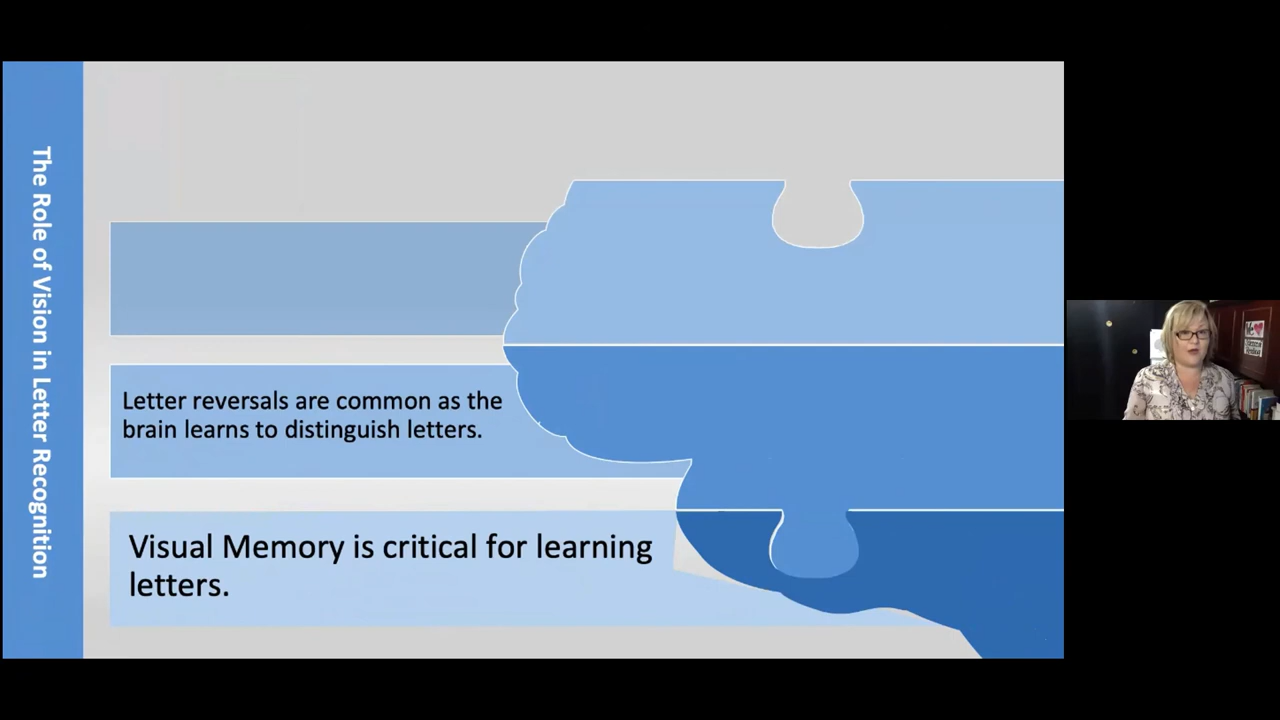 The Role of Vision in Letter Recognition
Letter reversals are common as the
brain learns to distinguish letters.
Visual Memory is critical for learning
letters.
We